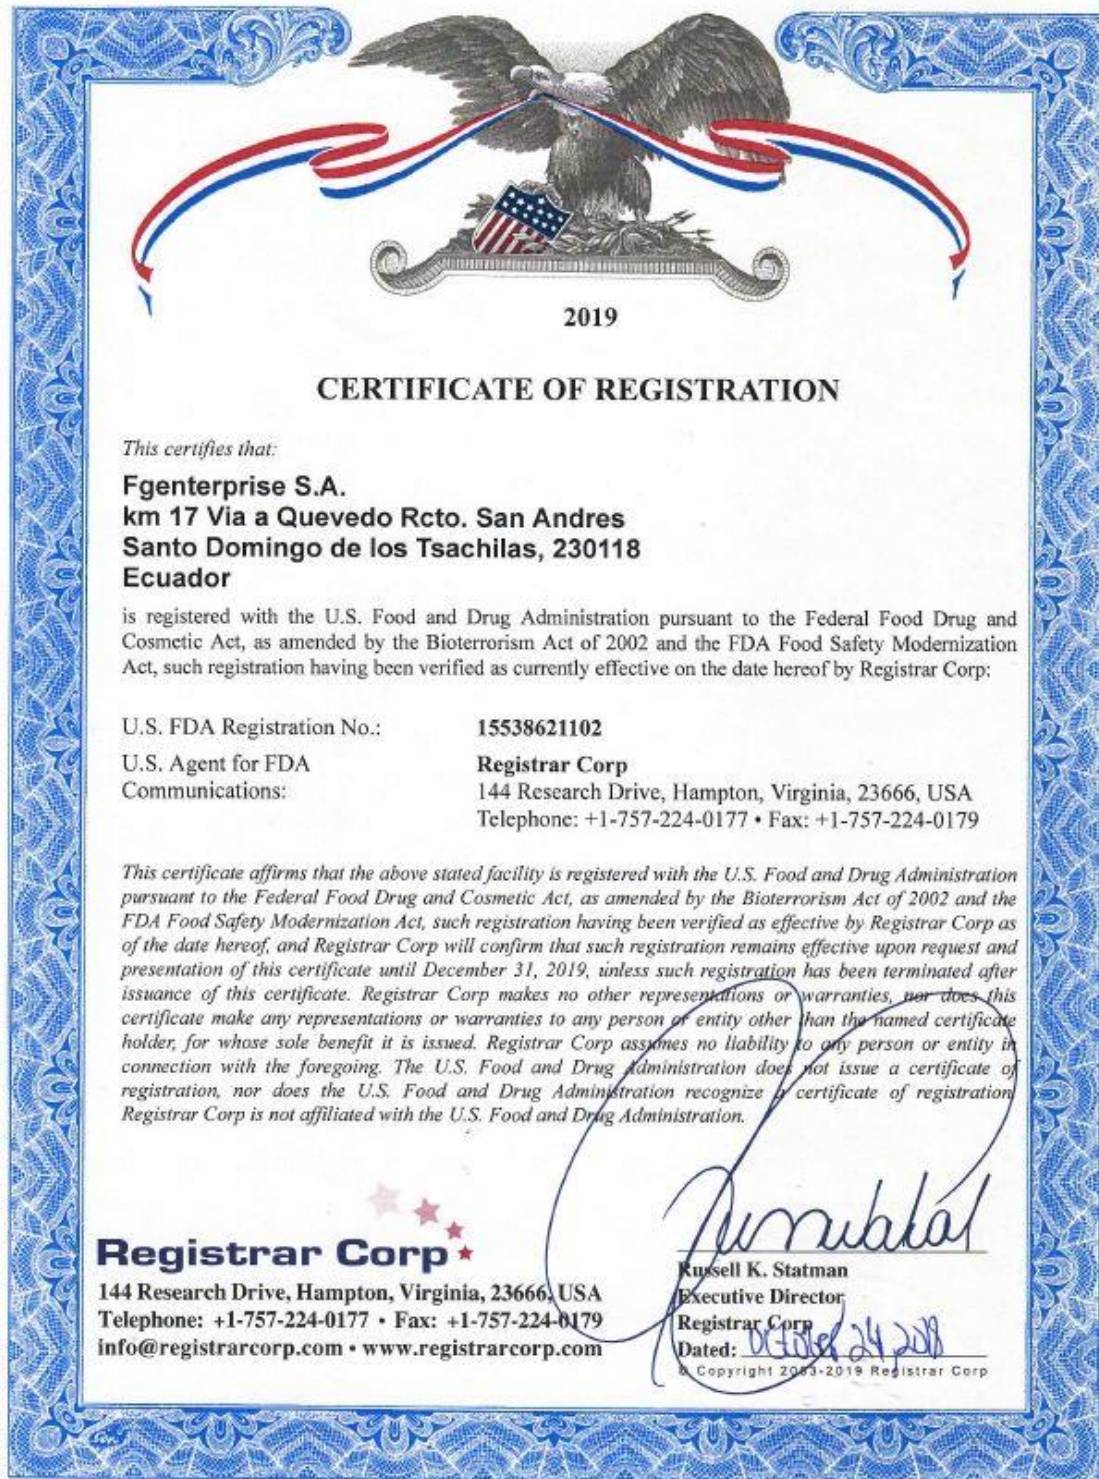 2019
CERTIFICATE OF REGISTRATION
This certifies that:
Fgenterprise S.A.
km 17 Via a Quevedo Rcto. San Andres
Santo Domingo de los Tsachilas, 230118
Ecuador
is registered with the U.S. Food and Drug Administration pursuant to the Federal Food Drug and
Cosmetic Act, as amended by the Bioterrorism Act of 2002 and the FDA Food Safety Modernization
Act, such registration having been verified as currently effective on the date hereof by Registrar Corp:
U.S. FDA Registration No.: 15538621102
U.S. Agent for FDA Registrar Corp
Communications: 144 Research Drive, Hampton, Virginia, 23666, USA
Telephone: +1-757-224-0177 • Fax: +1-757-224-0179
This certificate affirms that the above stated facility is registered with the U.S. Food and Drug Administration
pursuant to the Federal Food Drug and Cosmetic Act, as amended by the Bioterrorism Act of 2002 and the
FDA Food Safety Modernization Act, such registration having been verified as effective by Registrar Corp as
of the date hereof, and Registrar Corp will confirm that such registration remains effective upon request and
presentation of this certificate until December 31, 2019, unless such registration has been terminated after
issuance of this certificate. Registrar Corp makes no other representations or warranties, nor does this
certificate make any representations or warranties to any person or entity other than the named certificate
holder, for whose sole benefit it is issued. Registrar Corp assumes no liability to any person or entity in
connection with the foregoing. The U.S. Food and Drug Administration does not issue a certificate of
registration, nor does the U.S. Food and Drug Administration recognize a certificate of registration
Registrar Corp is not affiliated with the U.S. Food and Drug Administration.
Registrar Corp
144 Research Drive, Hampton, Virginia, 23666, USA
Telephone: +1-757-224-0177 • Fax: +1-757-224-0179
info@registrarcorp.com • www.registrarcorp.com
Russell K. Statman
Executive Director
Registrar Corp
Dated: October 24, 2018
© Copyright 2003-2019 Registrar Corp